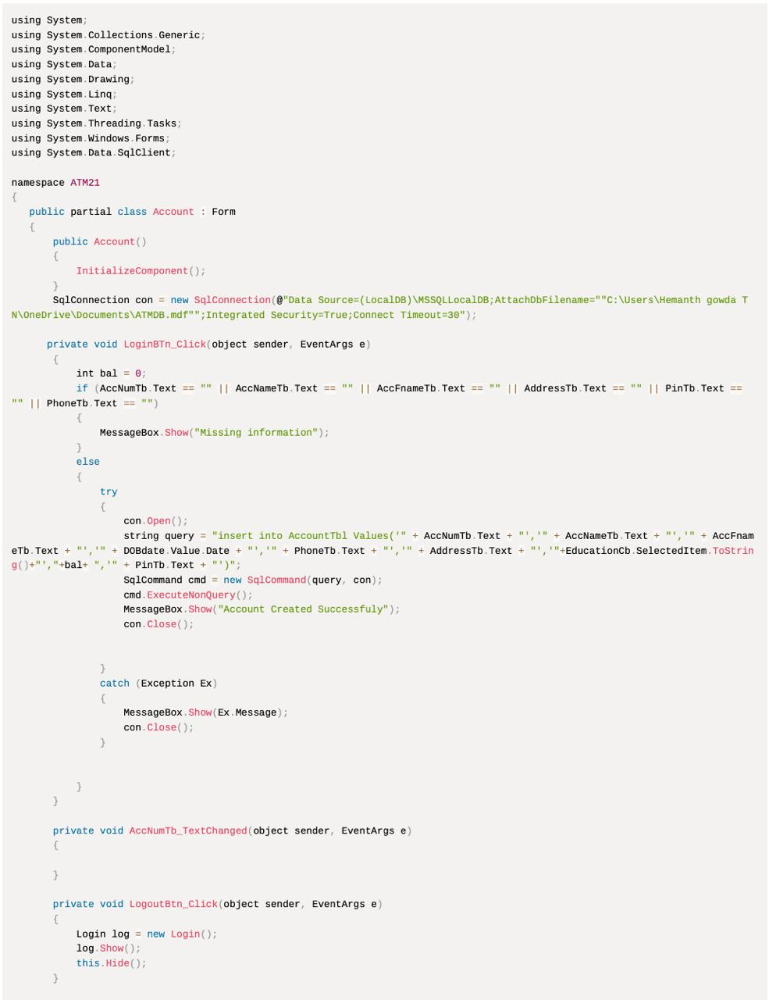 using System;
using System.Collections.Generic;
using System.ComponentModel;
using System.Data;
using System.Drawing;
using System.Linq;
using System.Text;
using System.Threading.Tasks;
using System.Windows.Forms;
using System.Data.SqlClient;

namespace ATM21
{
   public partial class Account : Form
   {
       public Account()
       {
           InitializeComponent();
       }
       SqlConnection con = new SqlConnection(@"Data Source=(LocalDB)\MSSQLLocalDB;AttachDbFilename=""C:\Users\Hemanth gowda T
N\OneDrive\Documents\ATMDB.mdf"";Integrated Security=True;Connect Timeout=30");

      private void LoginBTn_Click(object sender, EventArgs e)
       {
           int bal = 0;
           if (AccNumTb.Text == "" || AccNameTb.Text == "" || AccFnameTb.Text == "" || AddressTb.Text == "" || PinTb.Text ==
"" || PhoneTb.Text == "")
           {
               MessageBox.Show("Missing information");
           }
           else
           {
               try
               {
                   con.Open();
                   string query = "insert into AccountTbl Values('" + AccNumTb.Text + "','" + AccNameTb.Text + "','" + AccFnam
eTb.Text + "','" + DOBdate.Value.Date + "','" + PhoneTb.Text + "','" + AddressTb.Text + "','"+EducationCb.SelectedItem.ToStrin
g()+"',"+bal+ ",'" + PinTb.Text + "')";
                   SqlCommand cmd = new SqlCommand(query, con);
                   cmd.ExecuteNonQuery();
                   MessageBox.Show("Account Created Successfuly");
                   con.Close();


               }
               catch (Exception Ex)
               {
                   MessageBox.Show(Ex.Message);
                   con.Close();
               }


           }
       }

       private void AccNumTb_TextChanged(object sender, EventArgs e)
       {

       }

       private void LogoutBtn_Click(object sender, EventArgs e)
       {
           Login log = new Login();
           log.Show();
           this.Hide();
       }